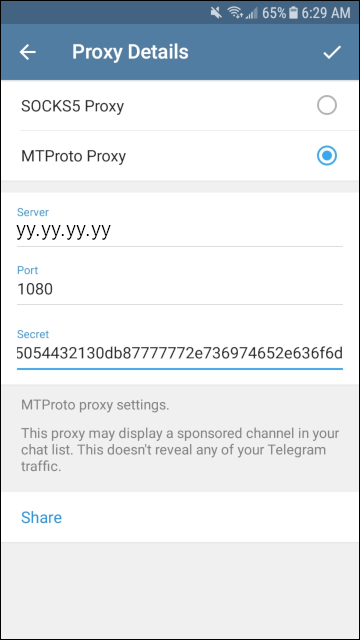 65% 6:29 AM
Proxy Details
SOCKS5 Proxy
MTProto Proxy
Server
yy.yy.yy.yy
Port
1080
Secret
5054432130db87777772e736974652e636f6d
MTProto proxy settings.
This proxy may display a sponsored channel in your
chat list. This doesn't reveal any of your Telegram
traffic.
Share